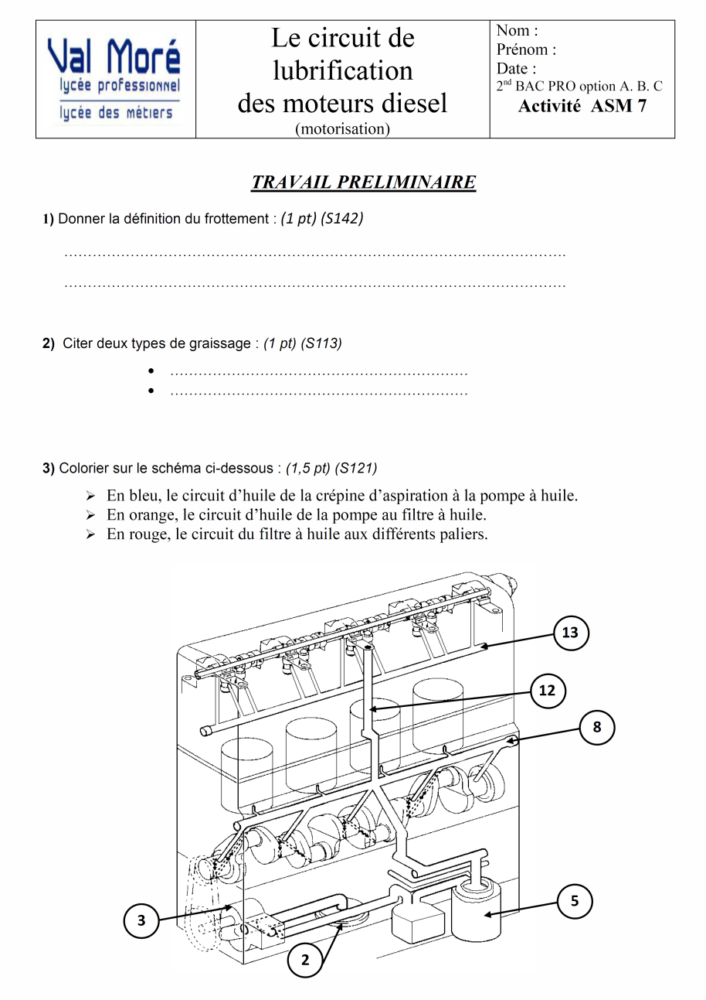 Val Moré
lycée professionnel
lycée des métiers
Le circuit de
lubrification
des moteurs diesel
(motorisation)
Nom :
Prénom :
Date :
2nd BAC PRO option A. B. C
Activité ASM 7
TRAVAIL PRELIMINAIRE
1) Donner la définition du frottement : (1 pt) (S142)
………………………………………………………………………………………………
………………………………………………………………………………………………
2) Citer deux types de graissage : (1 pt) (S113)
• ………………………………………………………
• ………………………………………………………
3) Colorier sur le schéma ci-dessous : (1,5 pt) (S121)
➢ En bleu, le circuit d’huile de la crépine d’aspiration à la pompe à huile.
➢ En orange, le circuit d’huile de la pompe au filtre à huile.
➢ En rouge, le circuit du filtre à huile aux différents paliers.
13
12
8
5
3
2